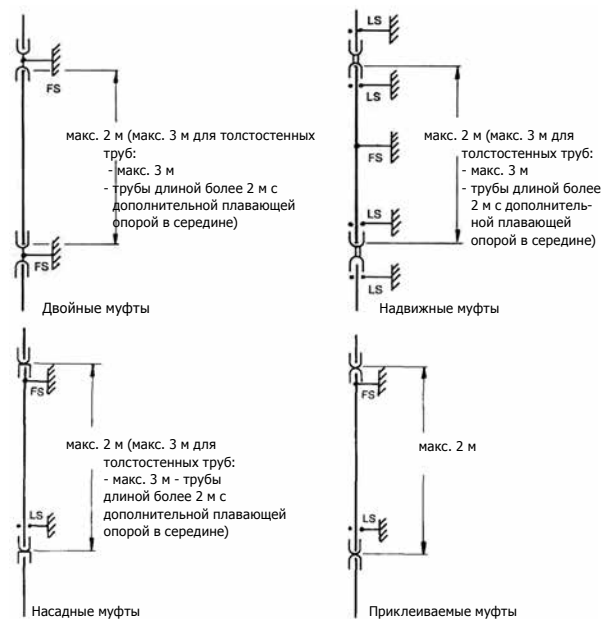 FS
макс. 2 м (макс. 3 м для толстостенных
труб:
- макс. 3 м
- трубы длиной более 2 м с
дополнительной плавающей
опорой в середине)
FS
Двойные муфты
LS
LS
FS
макс. 2 м (макс. 3 м для
толстостенных труб:
- макс. 3 м
- трубы длиной более
2 м с дополнитель-
ной плавающей
опорой в середине)
LS
LS
Надвижные муфты
FS
макс. 2 м (макс. 3 м для
толстостенных труб:
- макс. 3 м - трубы
длиной более 2 м с
дополнительной плавающей
опорой в середине)
LS
Насадные муфты
FS
макс. 2 м
LS
Приклеиваемые муфты